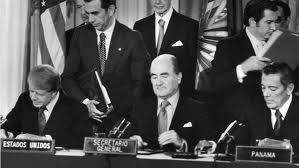 ESTADOS UNIDOS
SECRETARIO
GENERAL
PANAMA